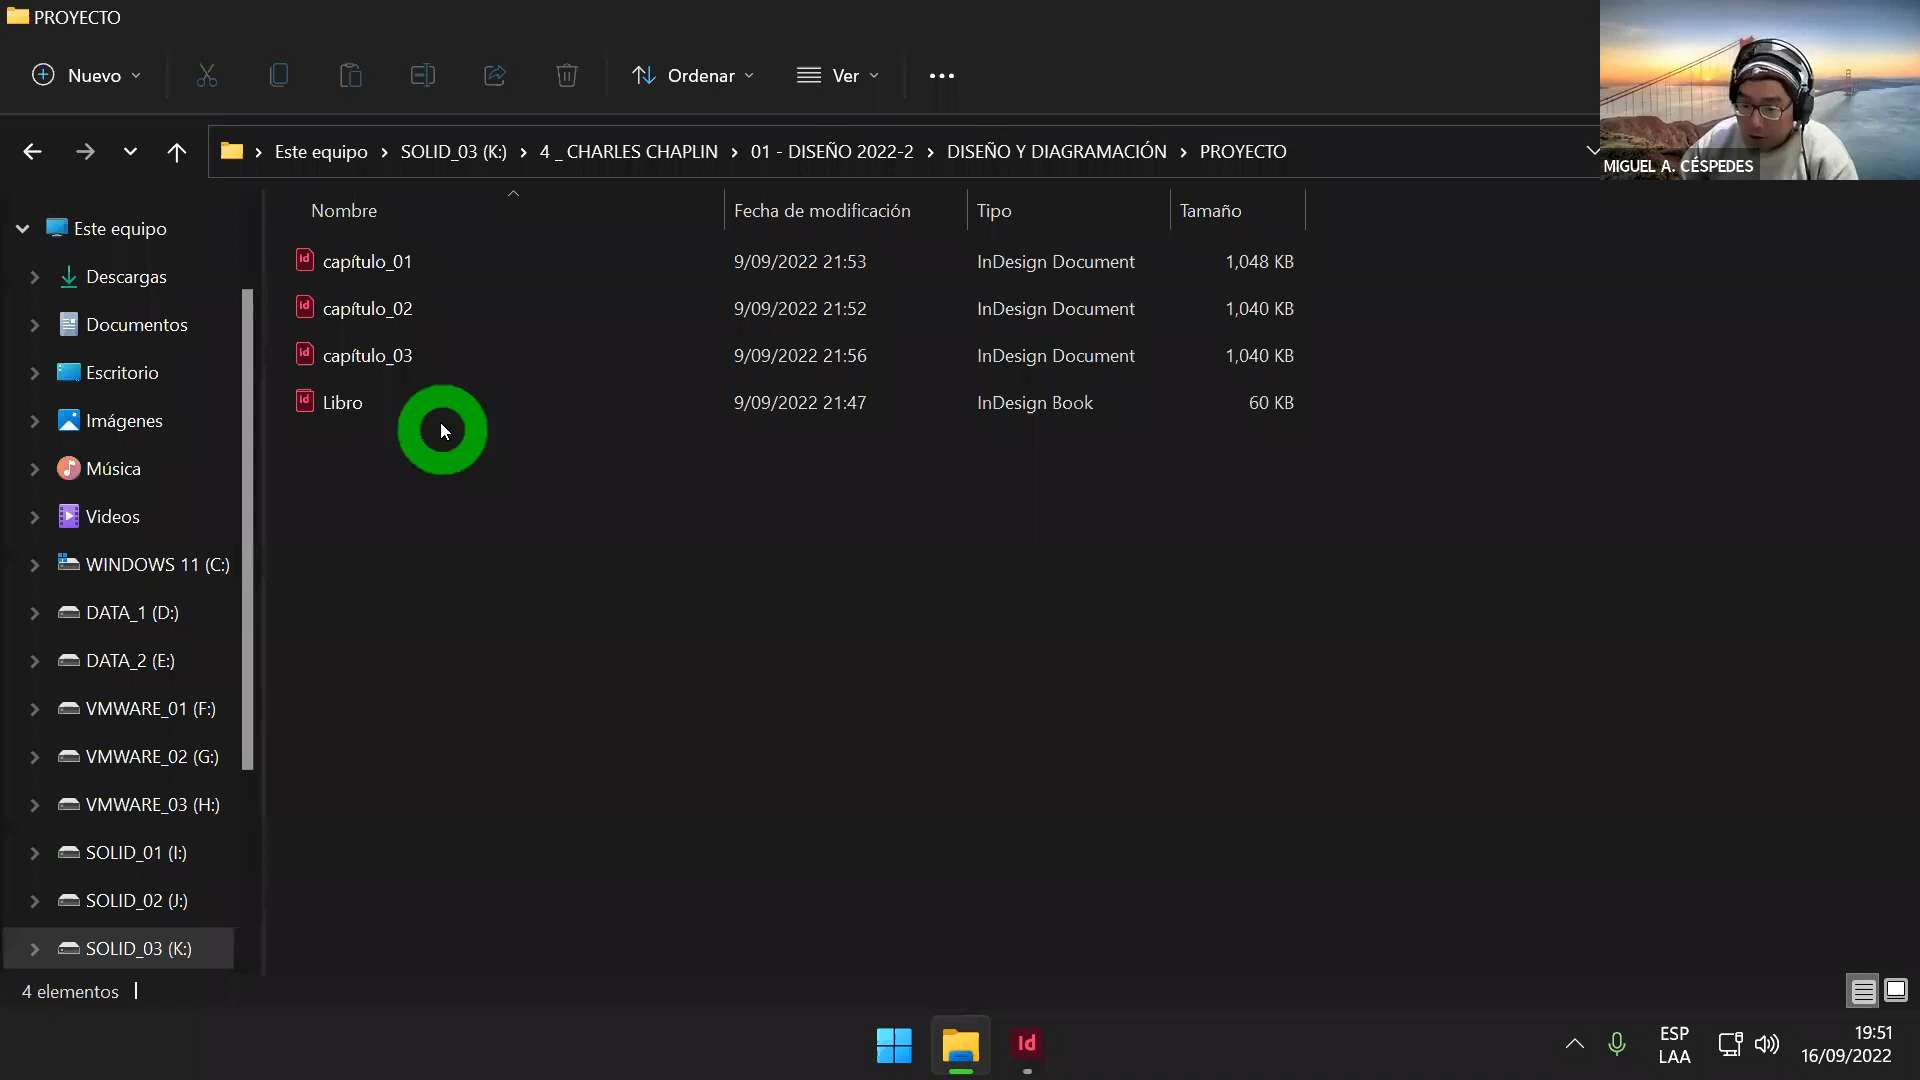 PROYECTO
Nuevo
Ordenar
Ver
MIGUEL A. CÉSPEDES
Este equipo
SOLID_03 (K:)
4 _ CHARLES CHAPLIN
01 - DISEÑO 2022-2
DISEÑO Y DIAGRAMACIÓN
PROYECTO
Nombre
Fecha de modificación
Tipo
Tamaño
capítulo_01 9/09/2022 21:53 InDesign Document 1,048 KB
capítulo_02 9/09/2022 21:52 InDesign Document 1,040 KB
capítulo_03 9/09/2022 21:56 InDesign Document 1,040 KB
Libro 9/09/2022 21:47 InDesign Book 60 KB
Este equipo
Descargas
Documentos
Escritorio
Imágenes
Música
Videos
WINDOWS 11 (C:)
DATA_1 (D:)
DATA_2 (E:)
VMWARE_01 (F:)
VMWARE_02 (G:)
VMWARE_03 (H:)
SOLID_01 (I:)
SOLID_02 (J:)
SOLID_03 (K:)
4 elementos
Id
ESP
LAA
19:51
16/09/2022